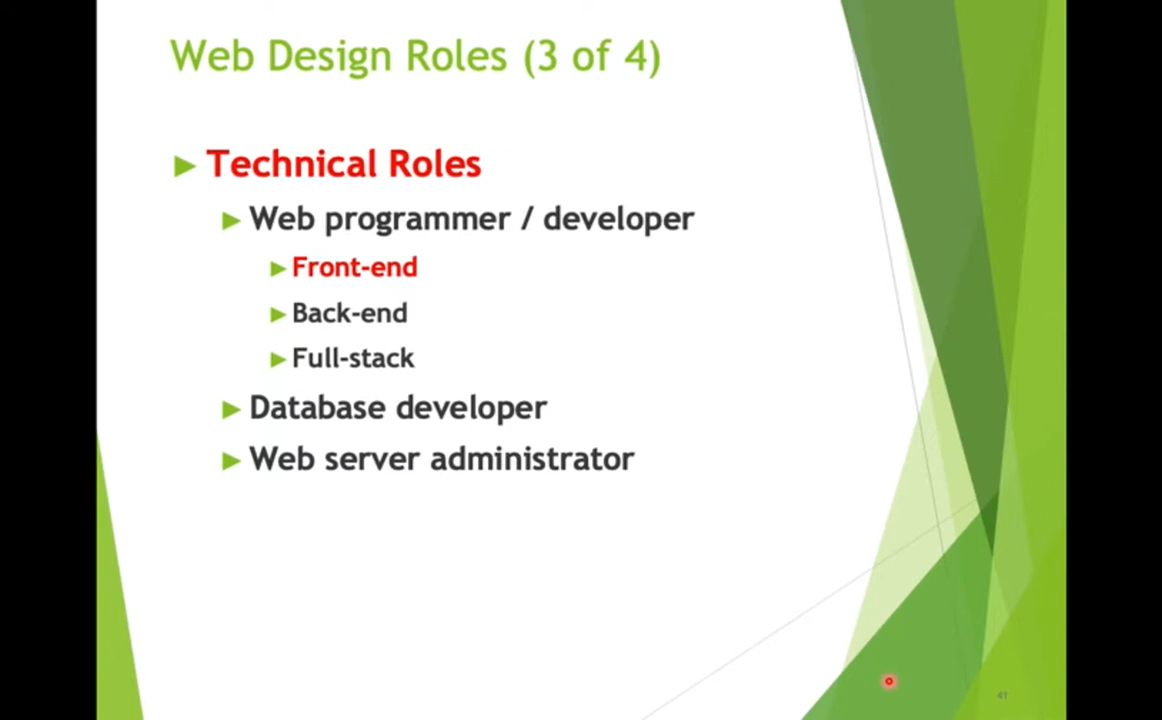 Web Design Roles (3 of 4)
Technical Roles
Web programmer / developer
Front-end
Back-end
Full-stack
Database developer
Web server administrator
41